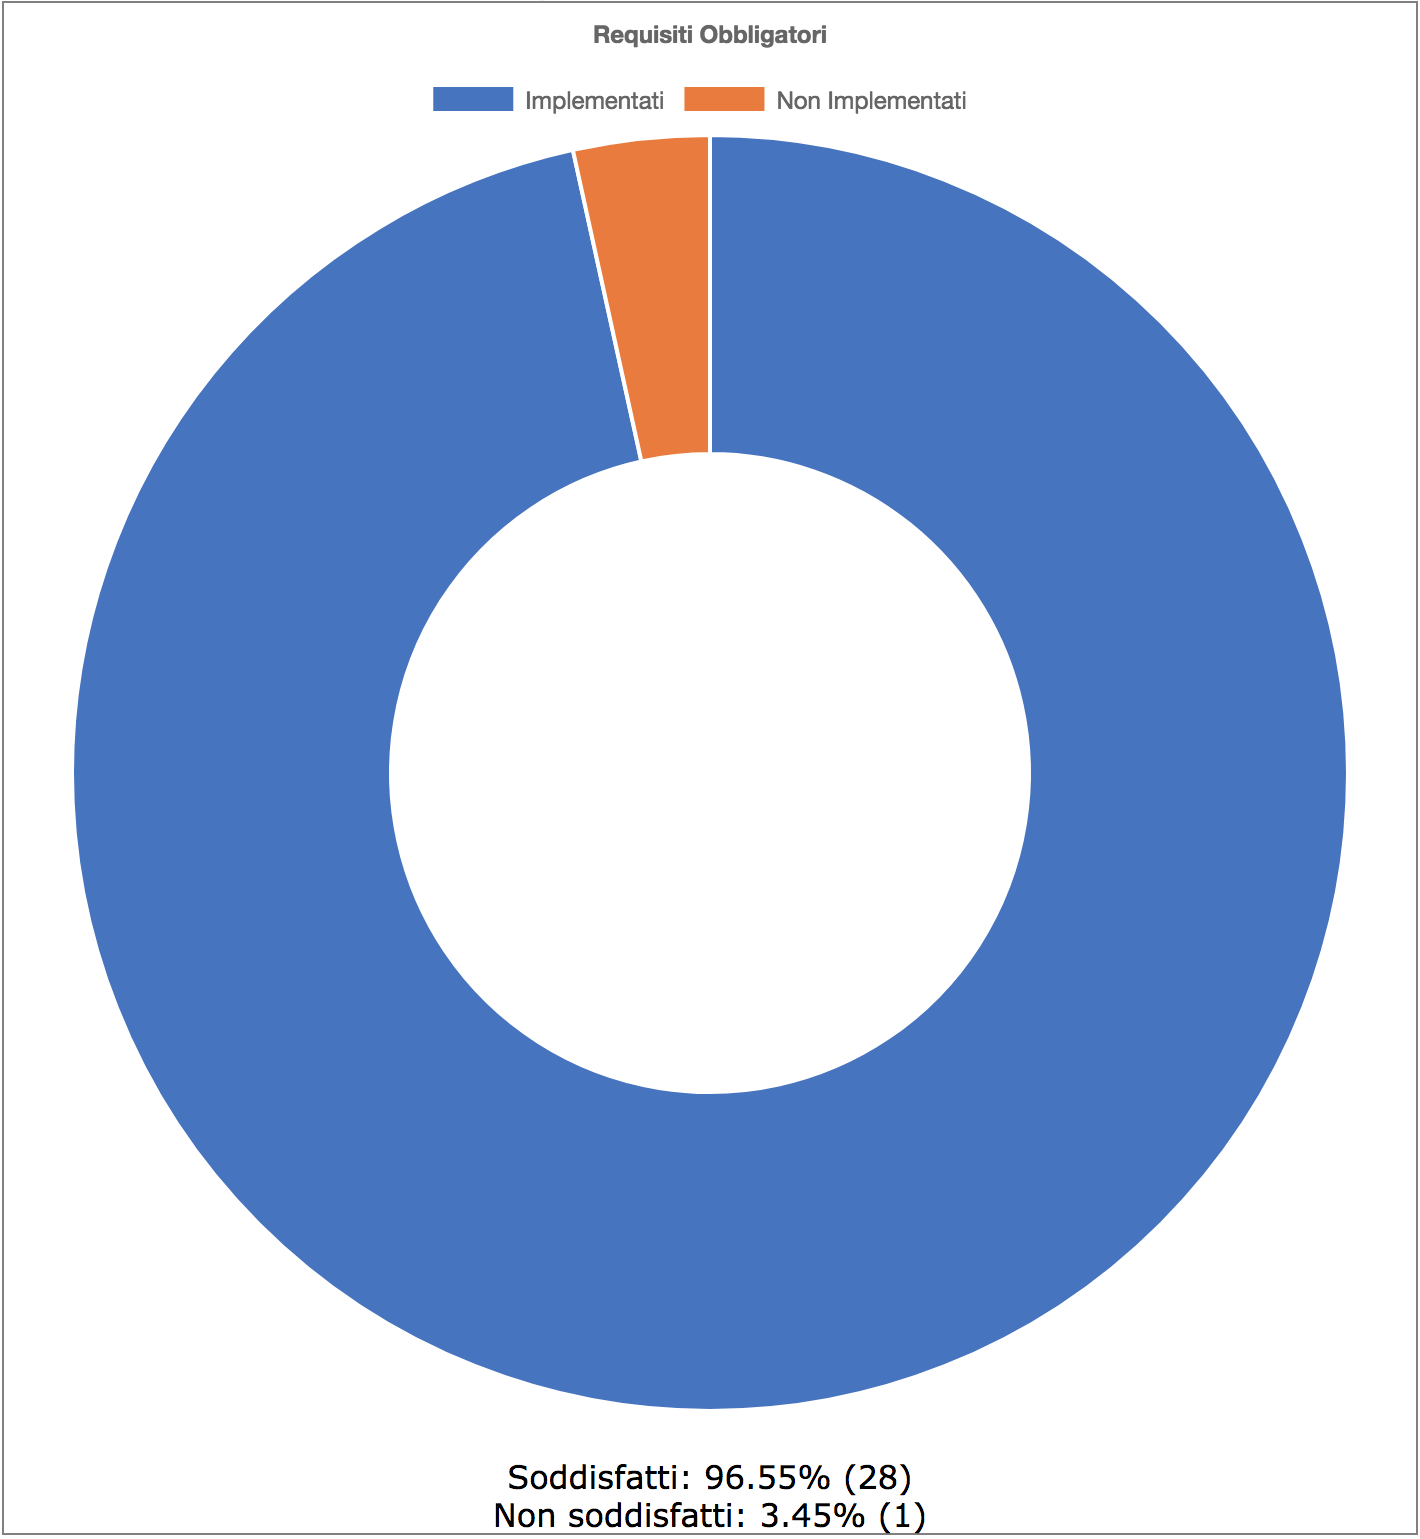 Requisiti Obbligatori
Implementati Non Implementati
Soddisfatti: 96.55% (28)
Non soddisfatti: 3.45% (1)